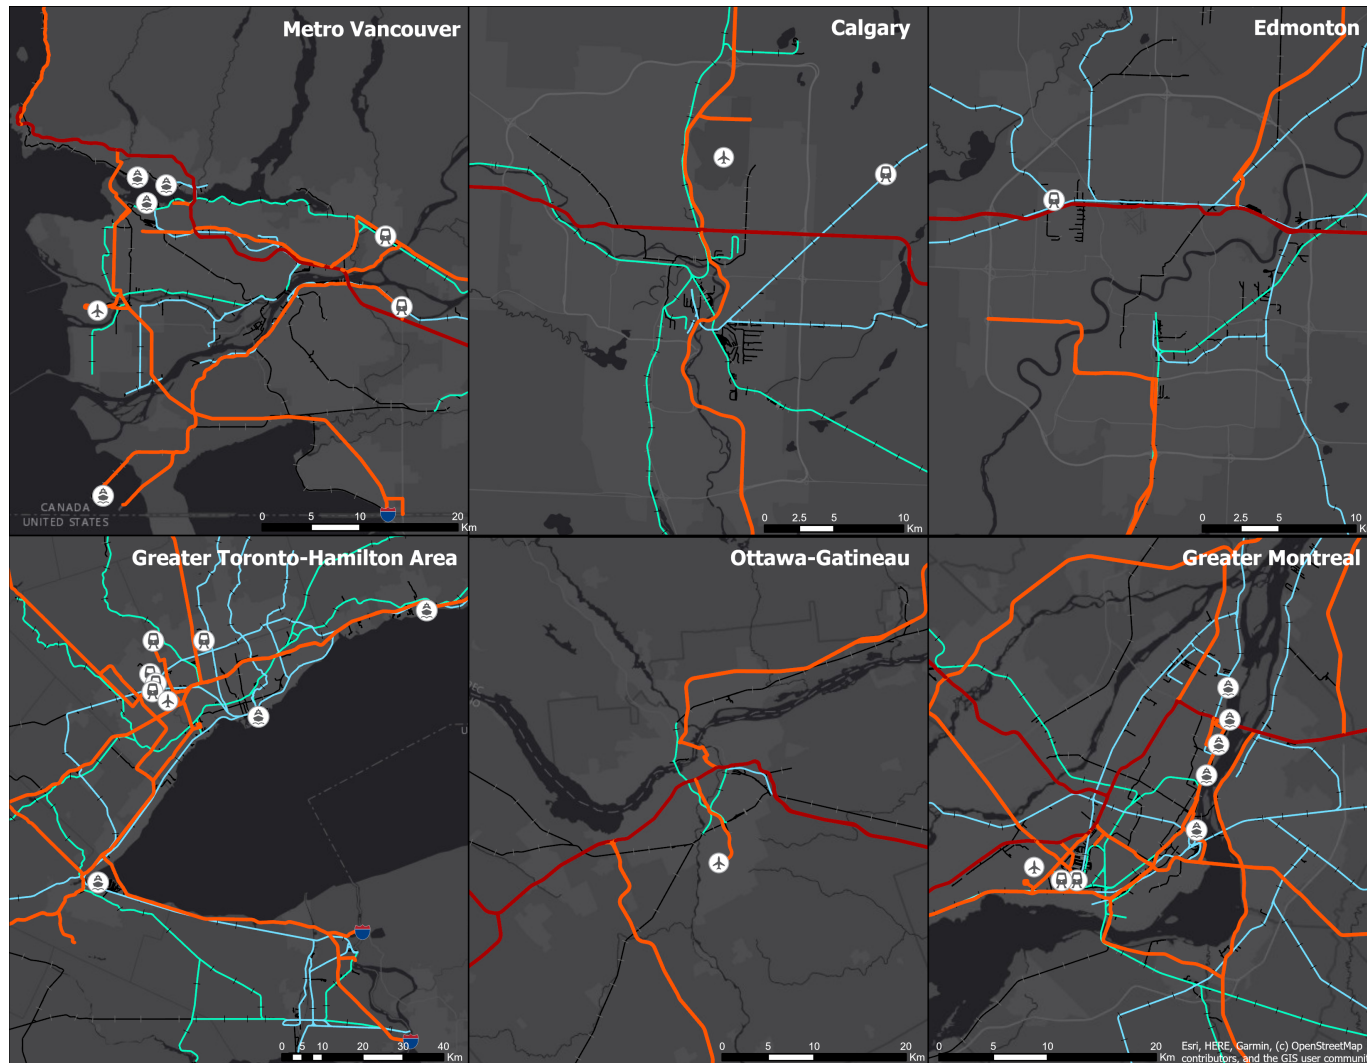 Metro Vancouver
Calgary
Edmonton
CANADA
UNITED STATES
0 10 20
Km
0 2.5 5 10
Km
0 2.5 5 10
Greater Toronto-Hamilton Area
Ottawa-Gatineau
Greater Montreal
0 5 10 20 30 40
Km
0 5 10 20
Km
0 5 10 20
Km
Esri, HERE, Garmin, (c) OpenStreetMap
contributors, and the GIS user commun